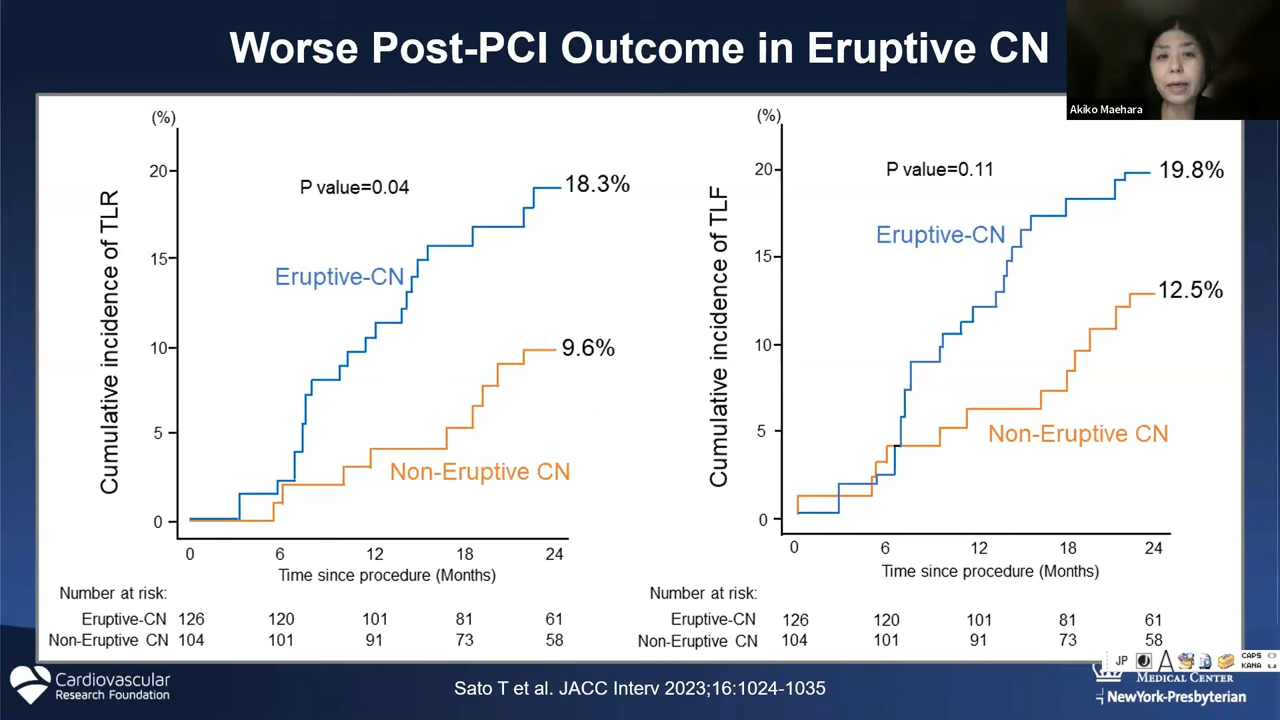 Worse Post-PCI Outcome in Eruptive CN
Akiko Maehara
(%)
Cumulative incidence of TLR
20
15
10
5
0
P value=0.04
18.3%
Eruptive-CN
9.6%
Non-Eruptive CN
0 6 12 18 24
Time since procedure (Months)
Number at risk:
Eruptive-CN 126 120 101 81 61
Non-Eruptive CN 104 101 91 73 58
(%)
Cumulative incidence of TLF
20
15
10
5
0
P value=0.11
19.8%
Eruptive-CN
12.5%
Non-Eruptive CN
0 6 12 18 24
Time since procedure (Months)
Number at risk:
Eruptive-CN 126 120 101 81 61
Non-Eruptive CN 104 101 91 73 58
JP A CAPS
KANA
Cardiovascular
Research Foundation
Sato T et al. JACC Interv 2023;16:1024-1035
MEDICAL CENTER
NewYork-Presbyterian